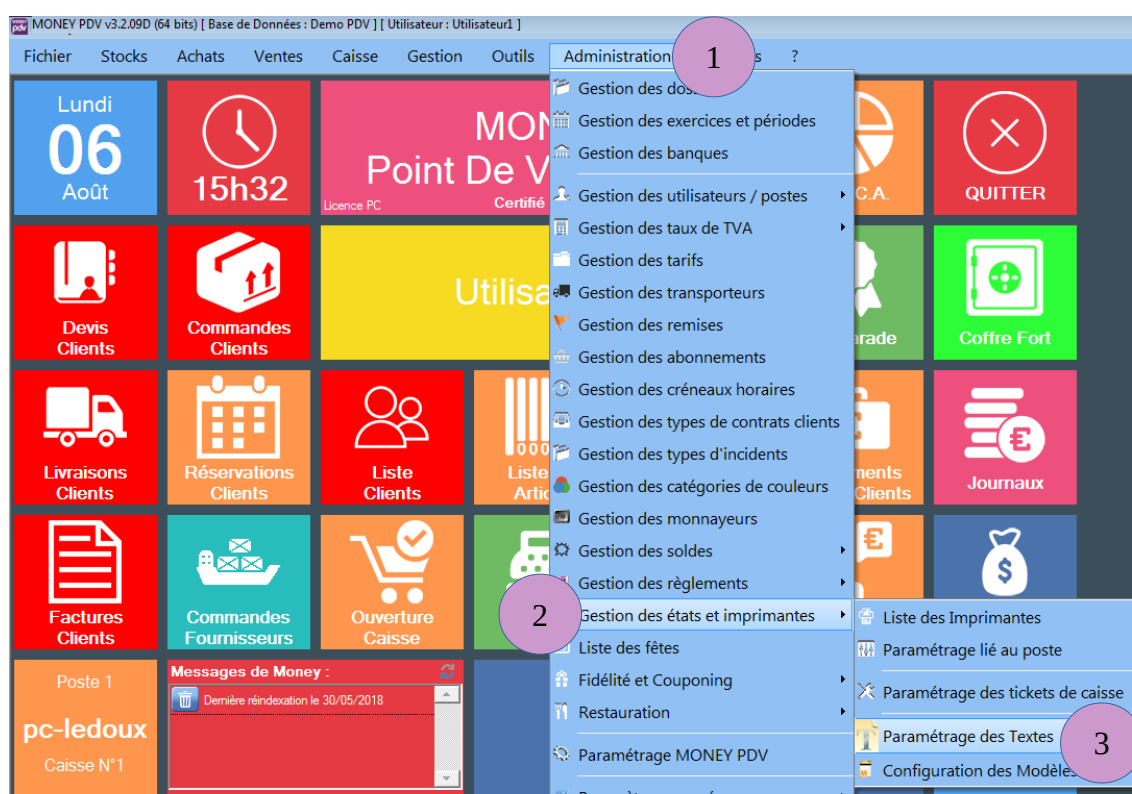 MONEY PDV v3.2.09D (64 bits) [ Base de Données : Demo PDV ] [ Utilisateur : Utilisateur1 ]
Fichier Stocks Achats Ventes Caisse Gestion Outils Administration ?
1
Lundi
06
Août
15h32
Point De V
Licence PC
Certifié
C.A.
QUITTER
Gestion des
Gestion des exercices et périodes
Gestion des banques
Gestion des utilisateurs / postes
Gestion des taux de TVA
Gestion des tarifs
Gestion des transporteurs
Gestion des remises
Gestion des abonnements
Gestion des créneaux horaires
Gestion des types de contrats clients
Gestion des types d'incidents
Gestion des catégories de couleurs
Gestion des monnayeurs
Gestion des soldes
Gestion des règlements
2
Gestion des états et imprimantes
Liste des fêtes
Fidélité et Couponing
Restauration
Paramétrage MONEY PDV
Liste des Imprimantes
Paramétrage lié au poste
Paramétrage des tickets de caisse
Paramétrage des Textes
3
Configuration des Modèles
Devis
Clients
Commandes
Clients
Coffre Fort
Livraisons
Clients
Réservations
Clients
Liste
Clients
Liste
Clients
Journaux
Factures
Clients
Commandes
Fournisseurs
Ouverture
Caisse
Poste 1
pc-ledoux
Caisse N°1
Messages de Money :
Dernière réindexation le 30/05/2018